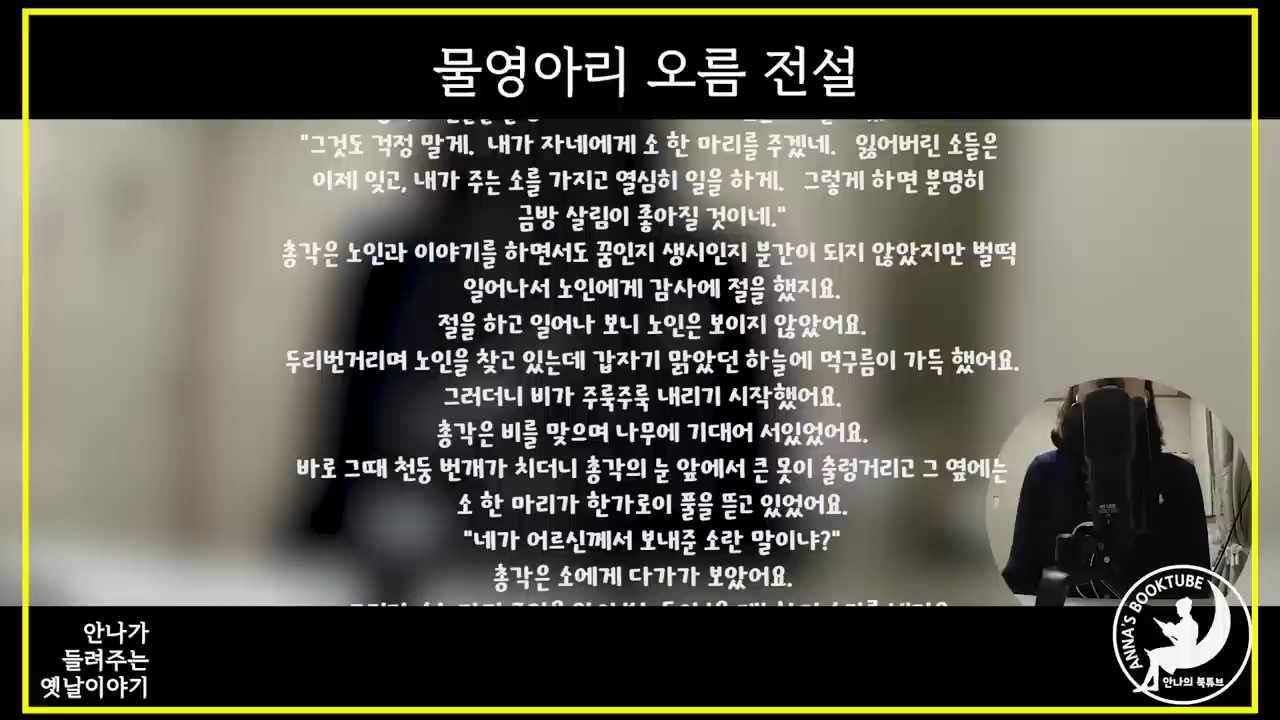 물영아리 오름 전설
"그것도 걱정 말게. 내가 자네에게 소 한 마리를 주겠네. 잃어버린 소들은
이제 잊고, 내가 주는 소를 가지고 열심히 일을 하게. 그렇게 하면 분명히
금방 살림이 좋아질 것이네."
총각은 노인과 이야기를 하면서도 꿈인지 생시인지 분간이 되지 않았지만 벌떡
일어나서 노인에게 감사에 절을 했지요.
절을 하고 일어나 보니 노인은 보이지 않았어요.
두리번거리며 노인을 찾고 있는데 갑자기 맑았던 하늘에 먹구름이 가득 했어요.
그러더니 비가 주룩주룩 내리기 시작했어요.
총각은 비를 맞으며 나무에 기대어 서있었어요.
바로 그때 천둥 번개가 치더니 총각의 눈 앞에서 큰 못이 출렁거리고 그 옆에는
소 한 마리가 한가로이 풀을 뜯고 있었어요.
"네가 어르신께서 보내준 소란 말이냐?"
총각은 소에게 다가가 보았어요.
안나가
들려주는
옛날이야기
ANNA'S BOOKTUBE
안나의 북튜브